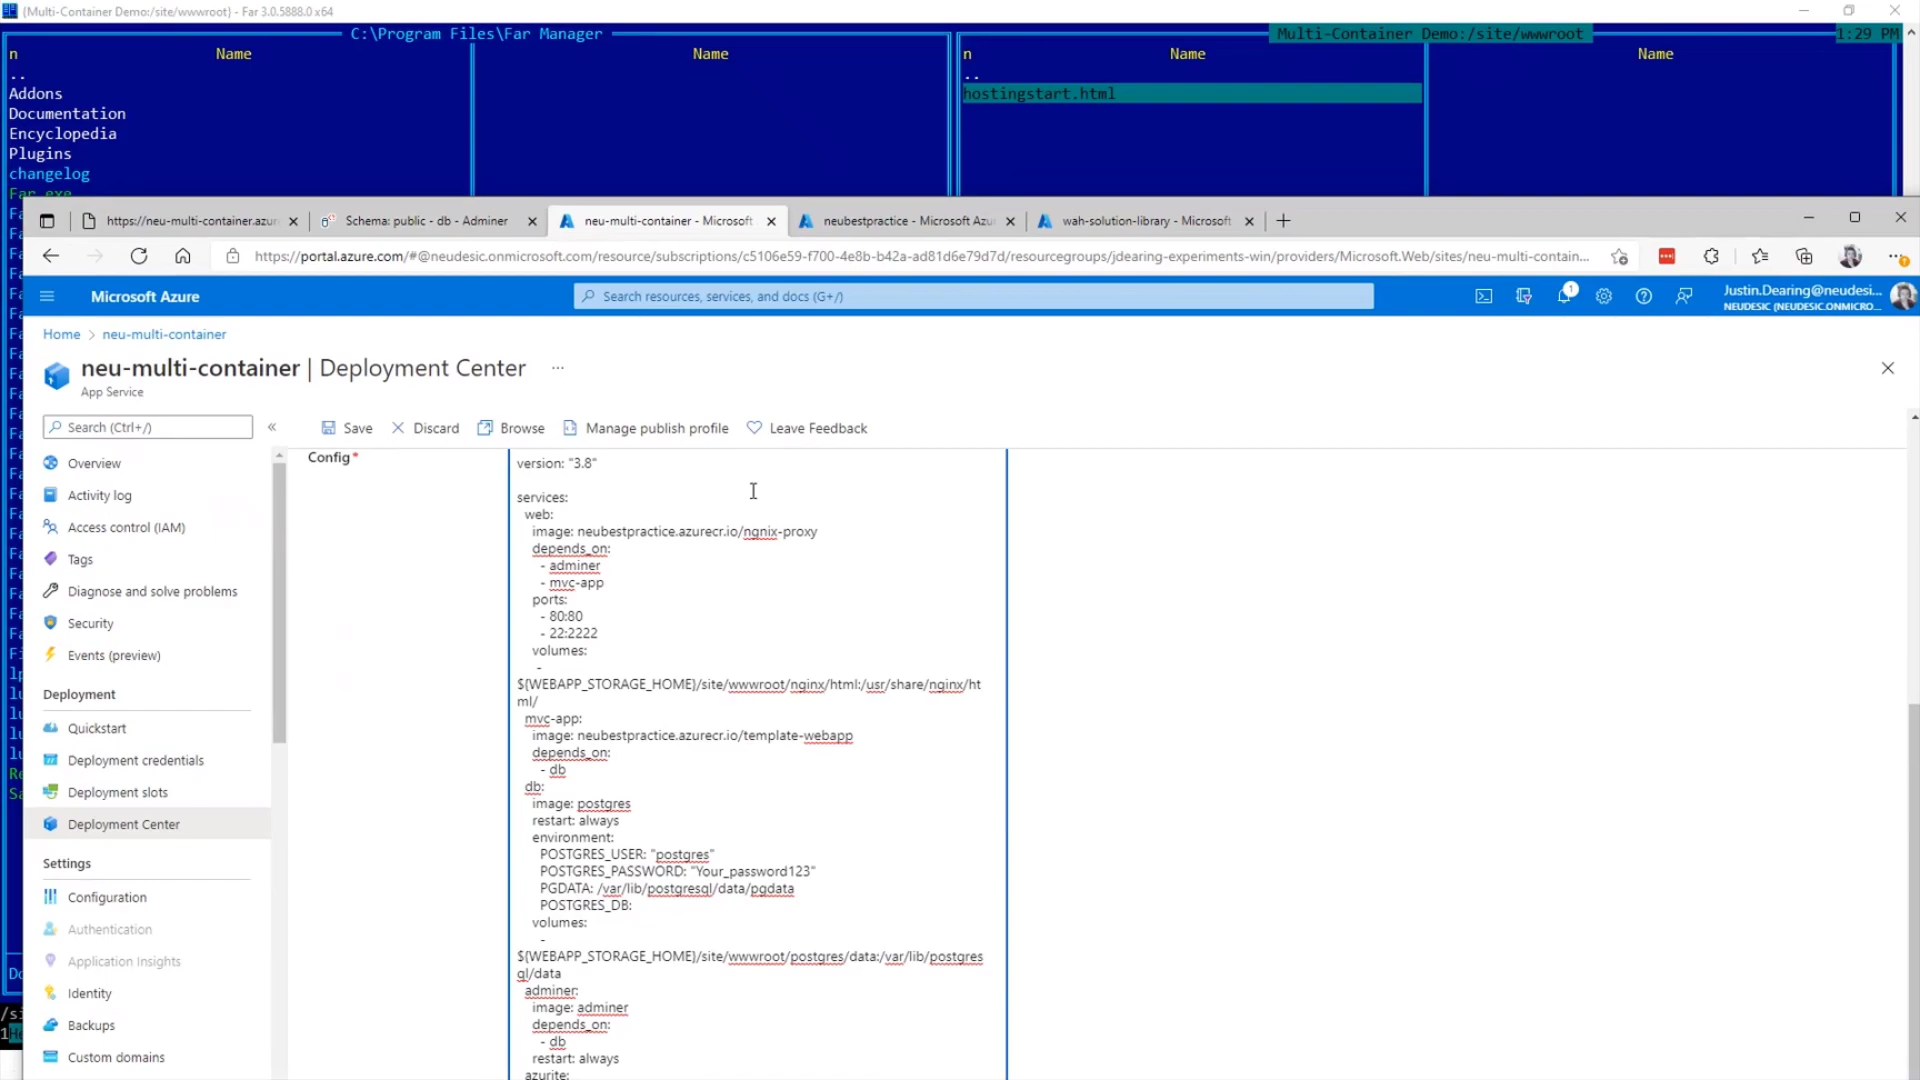 {Multi-Container Demo:/site/wwwroot} - Far 3.0.5888.0 x64
C:\Program Files\Far Manager
Multi-Container Demo:/site/wwwroot
1:29 PM
n Name Name
n Name Name
..
..
Addons
hostingstart.html
Documentation
Encyclopedia
Plugins
changelog
Far.exe
https://neu-multi-container.azur
Schema: public - db - Adminer
neu-multi-container - Microsoft
neubestpractice - Microsoft Azu
wah-solution-library - Microsoft
https://portal.azure.com/#@neudesic.onmicrosoft.com/resource/subscriptions/c5106e59-f700-4e8b-b42a-ad81d6e79d7d/resourcegroups/jdearing-experiments-win/providers/Microsoft.Web/sites/neu-multi-contain...
Microsoft Azure
Search resources, services, and docs (G+/)
1
Justin.Dearing@neudesi...
NEUDESIC (NEUDESIC.ONMICRO...
Home > neu-multi-container
neu-multi-container | Deployment Center ...
App Service
Search (Ctrl+/)
«
Save
Discard
Browse
Manage publish profile
Leave Feedback
Overview
Activity log
Access control (IAM)
Tags
Diagnose and solve problems
Security
Events (preview)
Deployment
Quickstart
Deployment credentials
Deployment slots
Deployment Center
Settings
Configuration
Authentication
Application Insights
Identity
Backups
Custom domains
Config*
version: "3.8"
services:
web:
image: neubestpractice.azurecr.io/ngnix-proxy
depends_on:
- adminer
- mvc-app
ports:
- 80:80
- 22:2222
volumes:
-
${WEBAPP_STORAGE_HOME}/site/wwwroot/nginx/html:/usr/share/nginx/ht
ml/
mvc-app:
image: neubestpractice.azurecr.io/template-webapp
depends_on:
- db
db:
image: postgres
restart: always
environment:
POSTGRES_USER: "postgres"
POSTGRES_PASSWORD: "Your_password123"
PGDATA: /var/lib/postgresql/data/pgdata
POSTGRES_DB:
volumes:
-
${WEBAPP_STORAGE_HOME}/site/wwwroot/postgres/data:/var/lib/postgres
ql/data
adminer:
image: adminer
depends_on:
- db
restart: always
azurite: